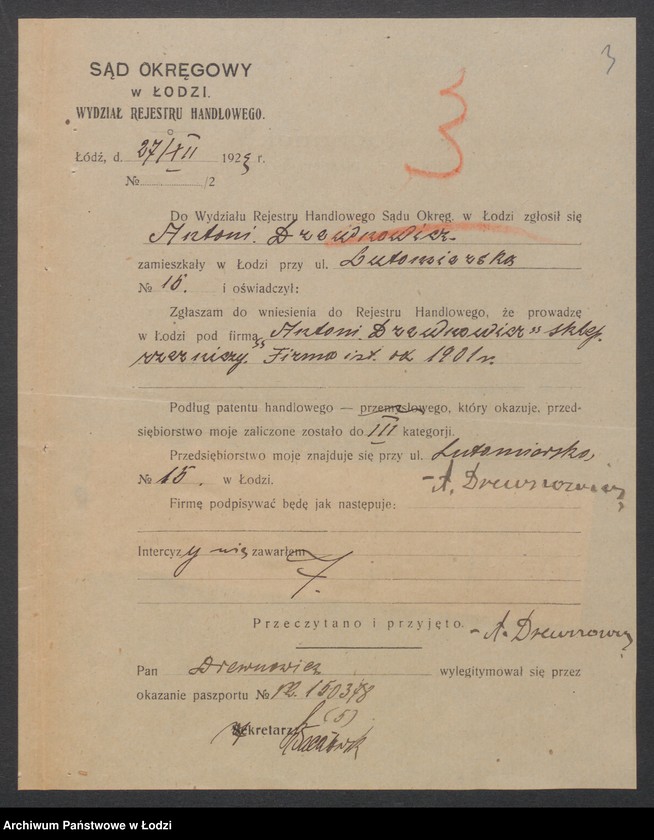 3
SĄD OKRĘGOWY
w ŁODZI.
WYDZIAŁ REJESTRU HANDLOWEGO.
3
Łódź, d. 27/XII 1923 r.
№ /2
Do Wydziału Rejestru Handlowego Sądu Okręg. w Łodzi zgłosił się
Antoni Drewnowicz
zamieszkały w Łodzi przy ul. Lutomierska
№ 15. i oświadczył:
Zgłaszam do wniesienia do Rejestru Handlowego, że prowadzę
w Łodzi pod firmą „Antoni Drewnowicz" sklep
rzeźniczy. Firma ist. od 1901 r.
Podług patentu handlowego — przemysłowego, który okazuje, przed-
siębiorstwo moje zaliczone zostało do III kategorji.
Przedsiębiorstwo moje znajduje się przy ul. Lutomierska,
№ 15. w Łodzi.
- A. Drewnowicz
Firmę podpisywać będę jak następuje:
Intercyzy nie zawarłem
Przeczytano i przyjęto. - A. Drewnowicz
Pan Drewnowicz wylegitymował się przez
okazanie paszportu № 150378
(5)
Sekretarz
Archiwum Państwowe w Łodzi